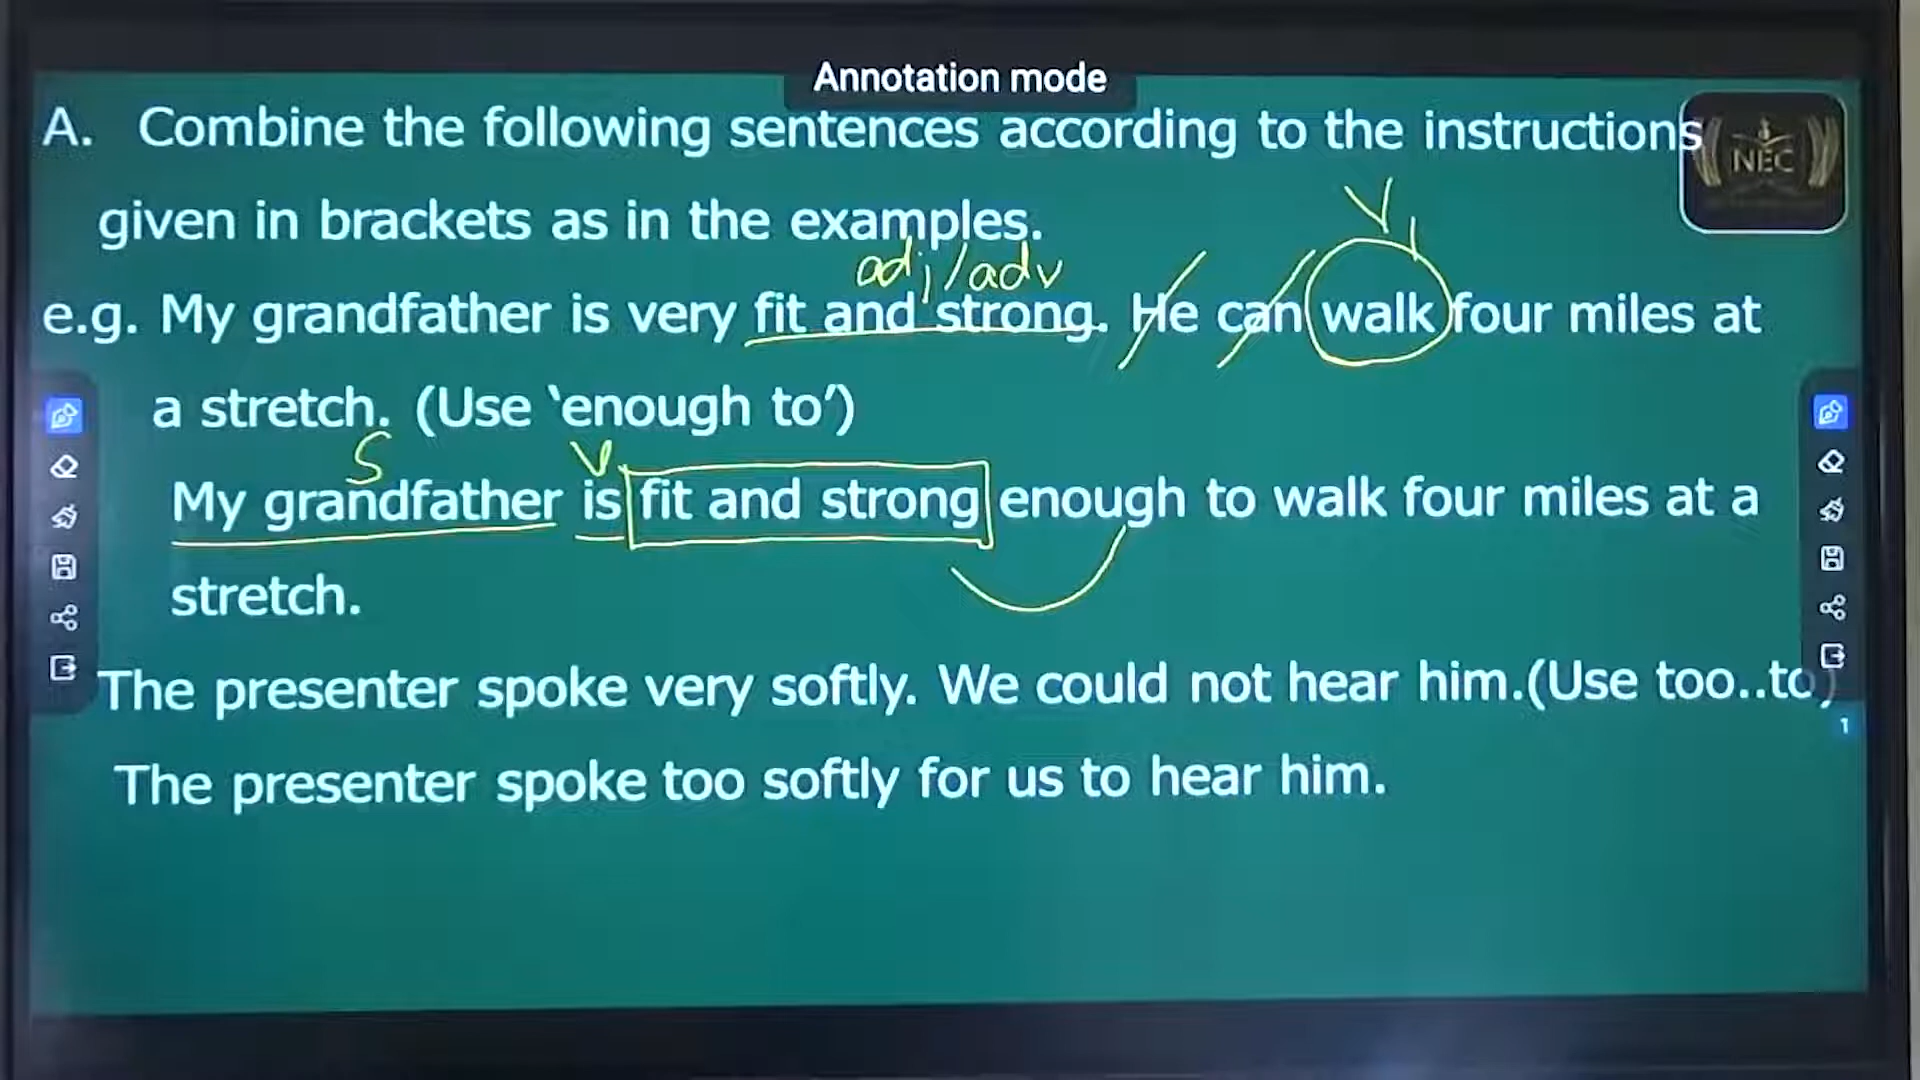 Annotation mode
A. Combine the following sentences according to the instructions
NEC
given in brackets as in the examples.
V1
adj/adv
e.g. My grandfather is very fit and strong. He can walk four miles at
a stretch. (Use ‘enough to’)
S V
My grandfather is fit and strong enough to walk four miles at a
stretch.
The presenter spoke very softly. We could not hear him.(Use too..to)
1
The presenter spoke too softly for us to hear him.